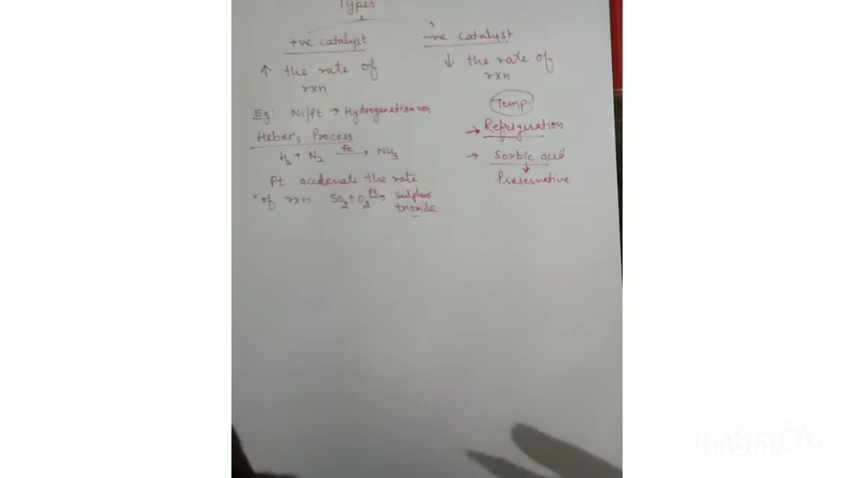 Types
+ve catalyst
↑ the rate of
rxn
Eg: Ni/Pt → Hydrogenation rxn
Heber's Process
H2 + N2 Fe→ NH3
Pt accelerate the rate
of rxn SO2 + O2 Pt→ Sulphur
trioxide
-ve catalyst
↓ the rate of
rxn
Temp.
→ Refrigeration
→ Sorbic acid
↓
Preservative